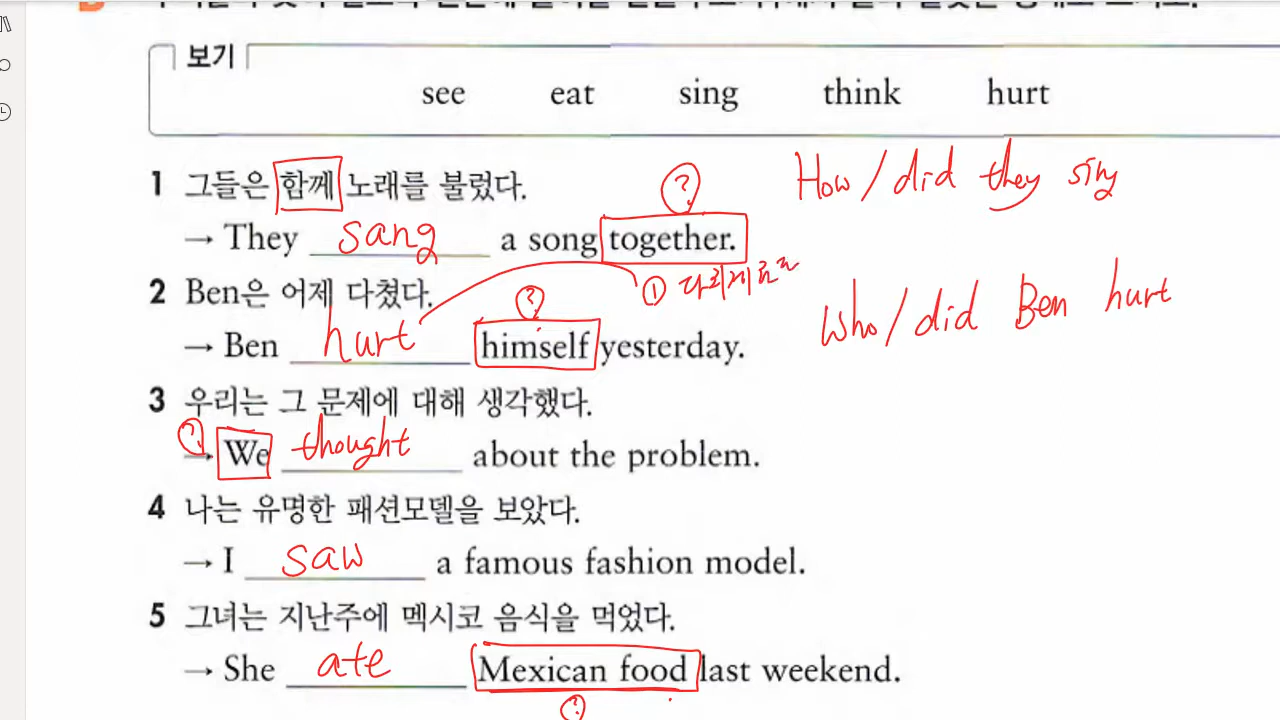 보기
see eat sing think hurt
1 그들은 함께 노래를 불렀다.
?
How / did they sing
→ They sang a song together.
2 Ben은 어제 다쳤다.
?
①
Who / did Ben hurt
→ Ben hurt himself yesterday.
3 우리는 그 문제에 대해 생각했다.
?
→ We thought about the problem.
4 나는 유명한 패션모델을 보았다.
→ I saw a famous fashion model.
5 그녀는 지난주에 멕시코 음식을 먹었다.
→ She ate Mexican food last weekend.
?